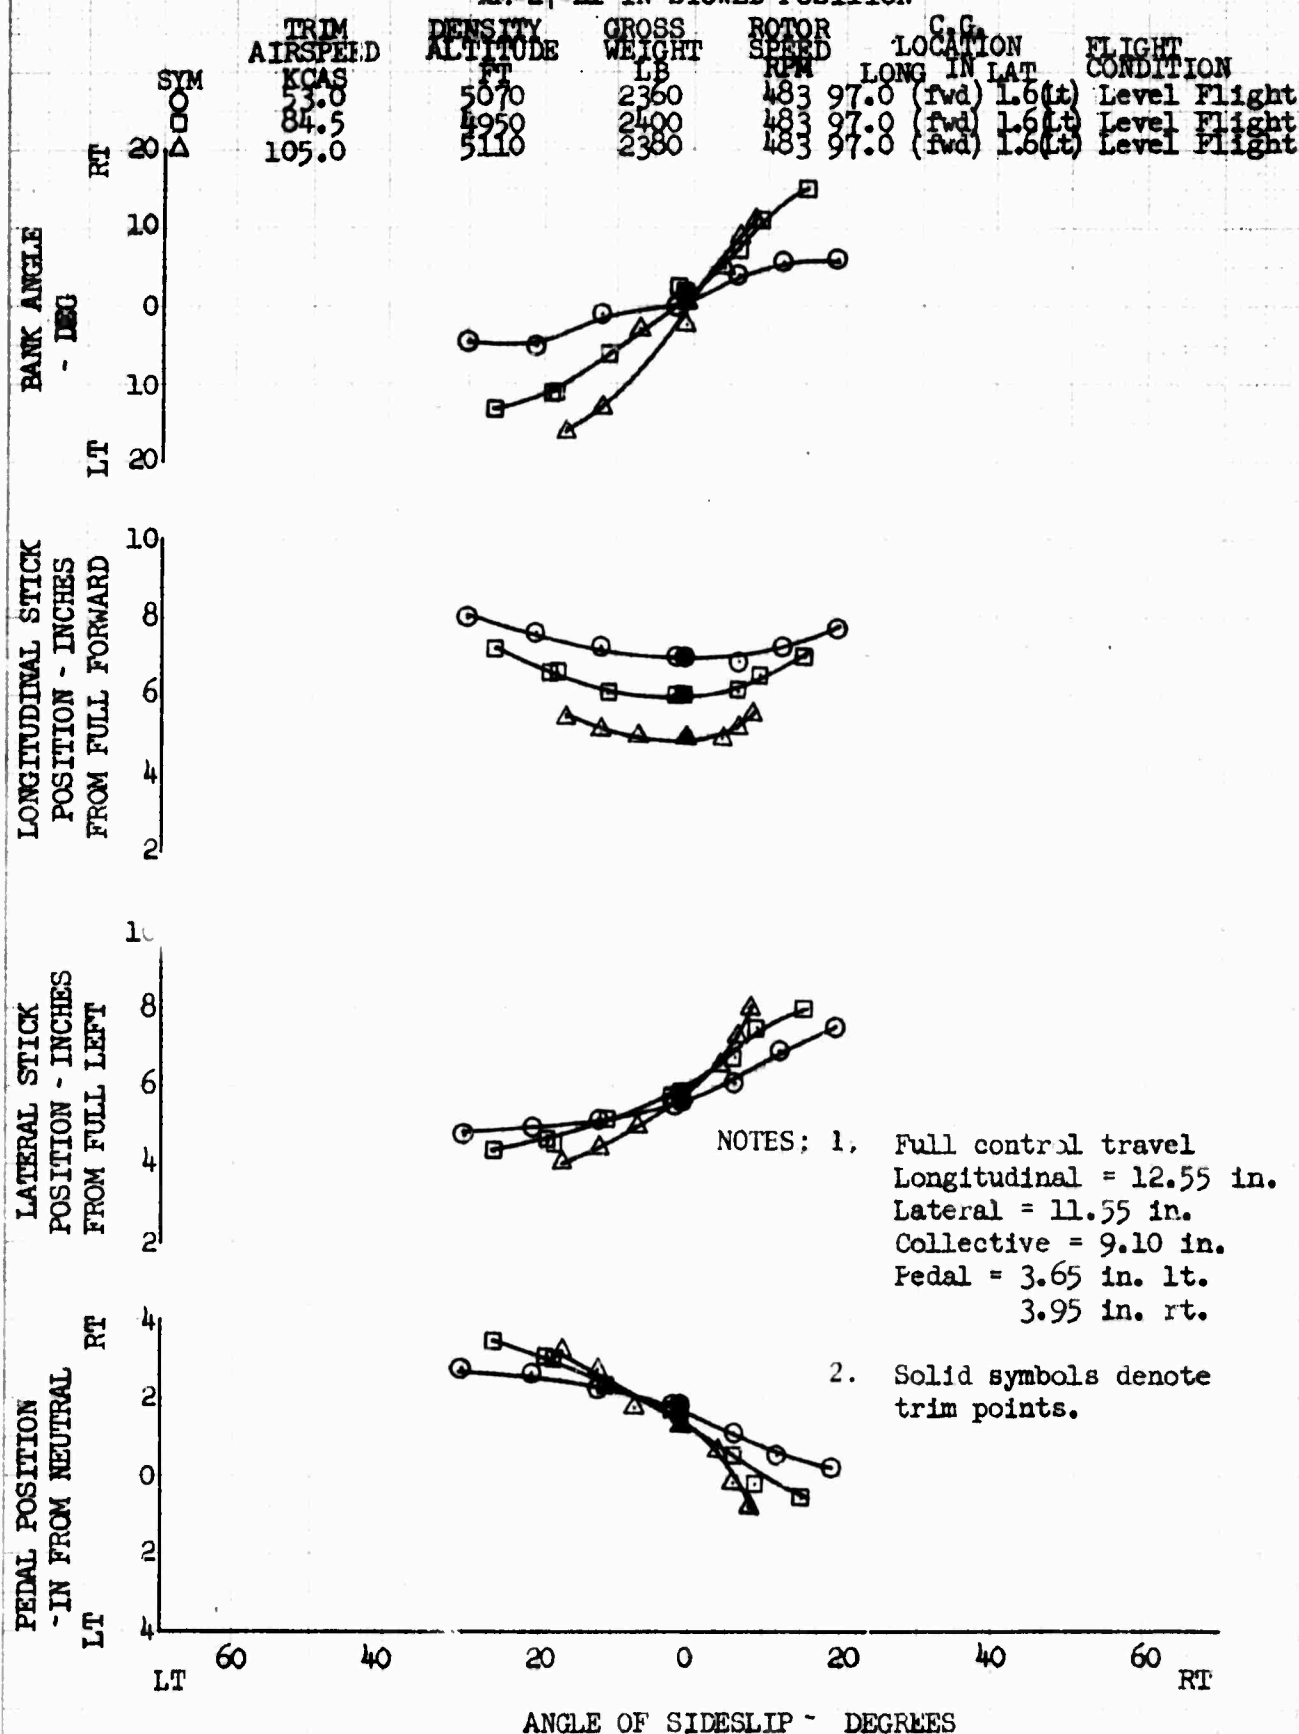 IN STOWED POSITION
SYM
TRIM AIRSPEED KCAS
DENSITY ALTITUDE FT
GROSS WEIGHT LB
ROTOR SPEED RPM
C.G. LOCATION LONG IN LAT
FLIGHT CONDITION
53.0 5070 2360 483 97.0 (fwd) 1.6(Lt) Level Flight
84.5 4950 2400 483 97.0 (fwd) 1.6(Lt) Level Flight
105.0 5110 2380 483 97.0 (fwd) 1.6(Lt) Level Flight
BANK ANGLE
- DEG
RT
LT
20
10
0
10
20
LONGITUDINAL STICK
POSITION - INCHES
FROM FULL FORWARD
10
8
6
4
2
LATERAL STICK
POSITION - INCHES
FROM FULL LEFT
10
8
6
4
2
NOTES: 1. Full control travel
Longitudinal = 12.55 in.
Lateral = 11.55 in.
Collective = 9.10 in.
Pedal = 3.65 in. lt.
3.95 in. rt.
2. Solid symbols denote
trim points.
PEDAL POSITION
-IN FROM NEUTRAL
RT
LT
4
2
0
2
4
60 40 20 0 20 40 60
LT RT
ANGLE OF SIDESLIP - DEGREES